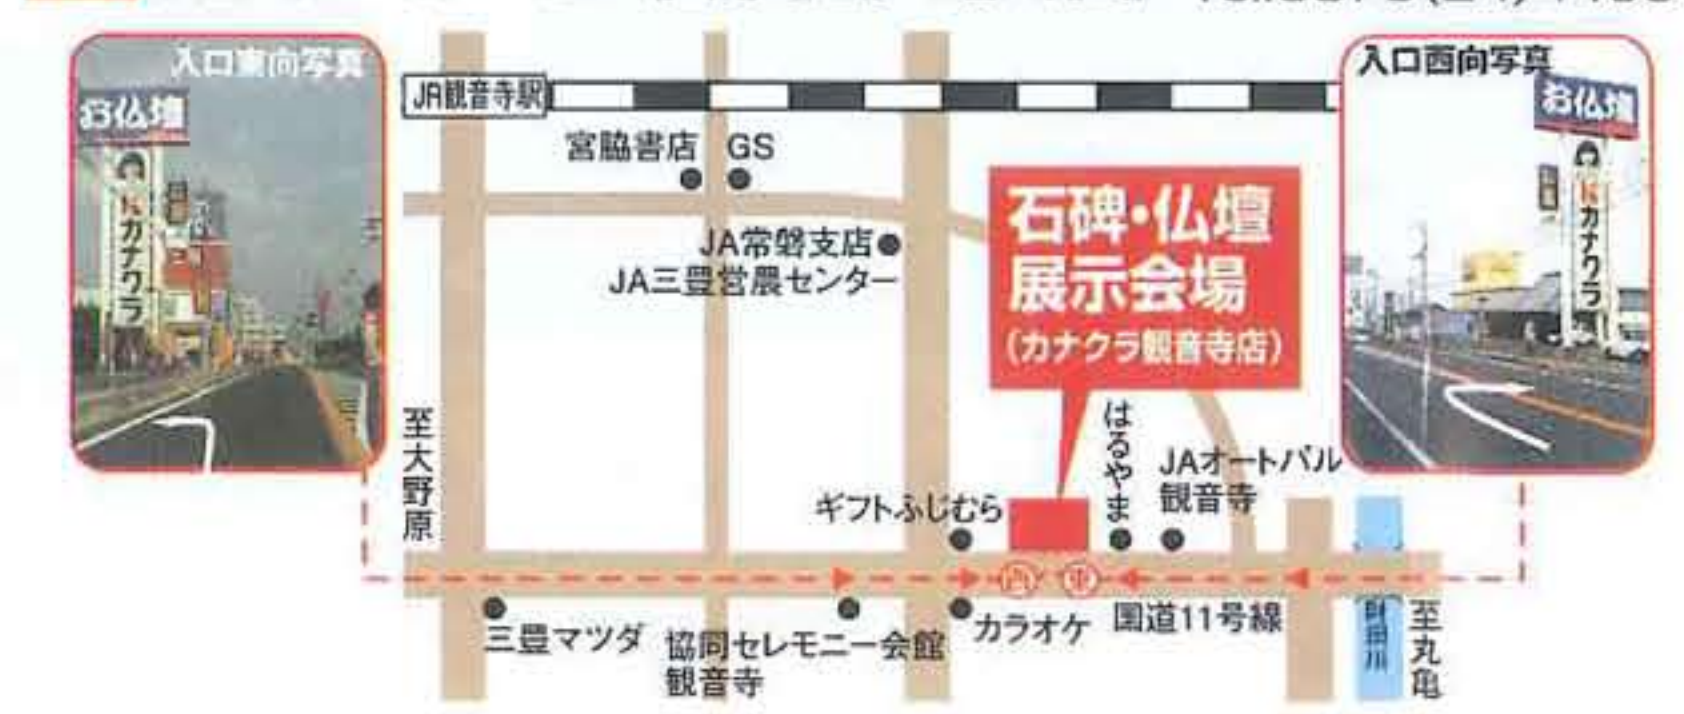 入口東向写真
お仏壇
カナクラ
JR観音寺駅
入口西向写真
お仏壇
カナクラ
宮脇書店
GS
石碑・仏壇
展示会場
(カナクラ観音寺店)
JA常磐支店
JA三豊営農センター
至大野原
はるやま
JAオートパル
観音寺
ギフトふじむら
三豊マツダ
協同セレモニー会館
観音寺
カラオケ
国道11号線
財田川
至丸亀